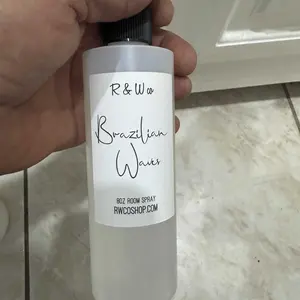 R & W co
Brazilian
Waves
8OZ ROOM SPRAY
RWCOSHOP.COM